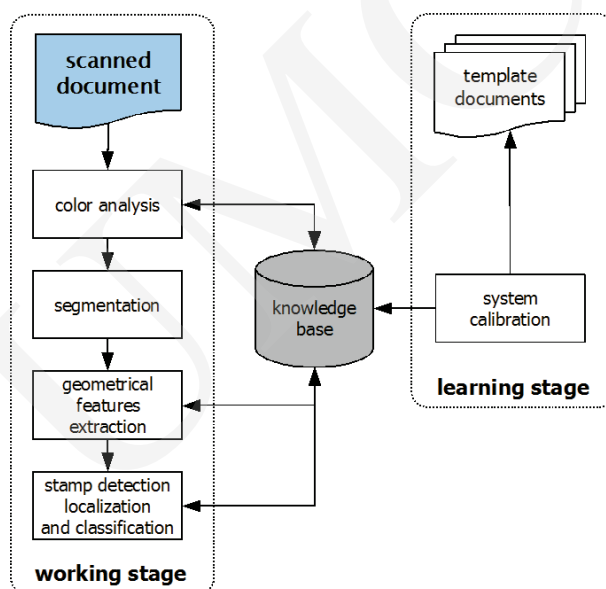 scanned
document
color analysis
segmentation
geometrical
features
extraction
stamp detection
localization
and classification
working stage
knowledge
base
template
documents
system
calibration
learning stage